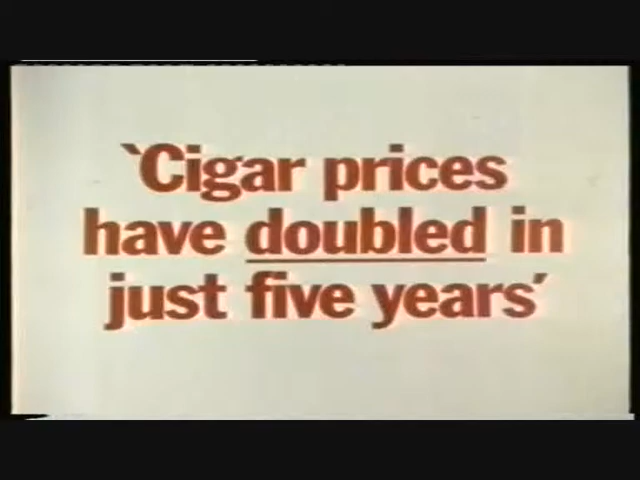 ‘Cigar prices
have doubled in
just five years’